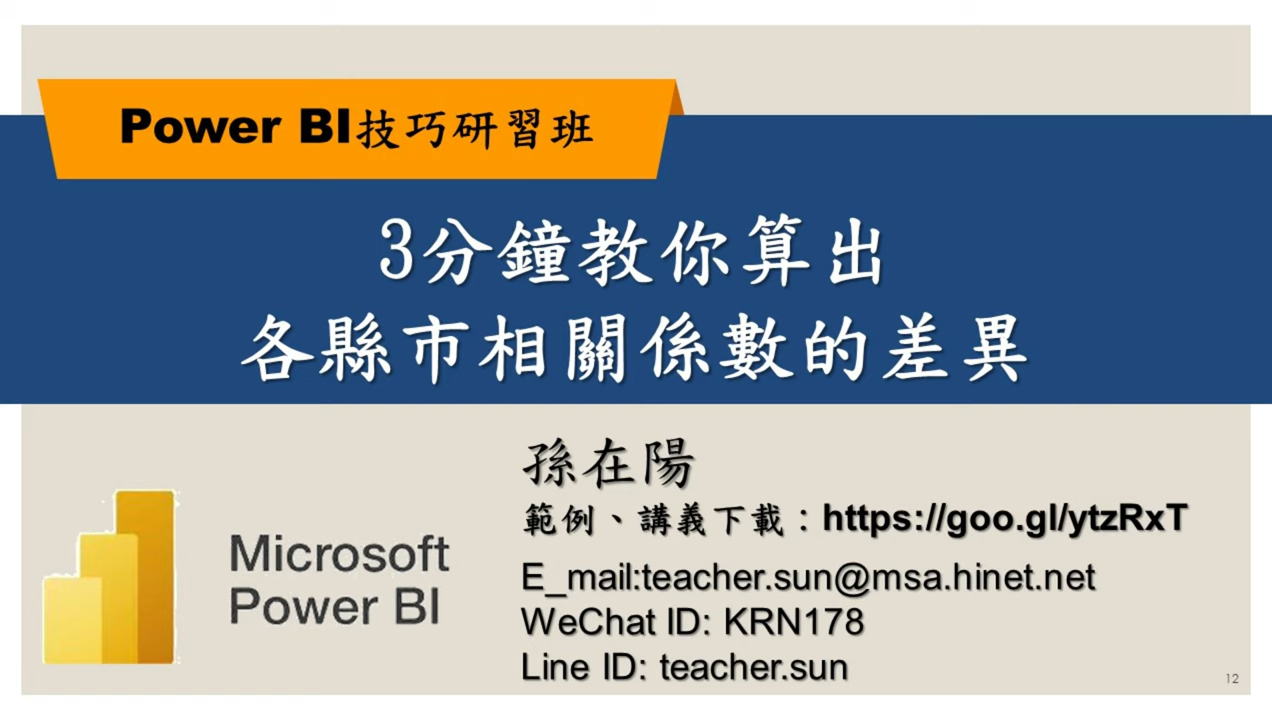 Power BI技巧研習班
3分鐘教你算出
各縣市相關係數的差異
孫在陽
範例、講義下載：https://goo.gl/ytzRxT
E_mail:teacher.sun@msa.hinet.net
WeChat ID: KRN178
Line ID: teacher.sun
Microsoft
Power BI
12